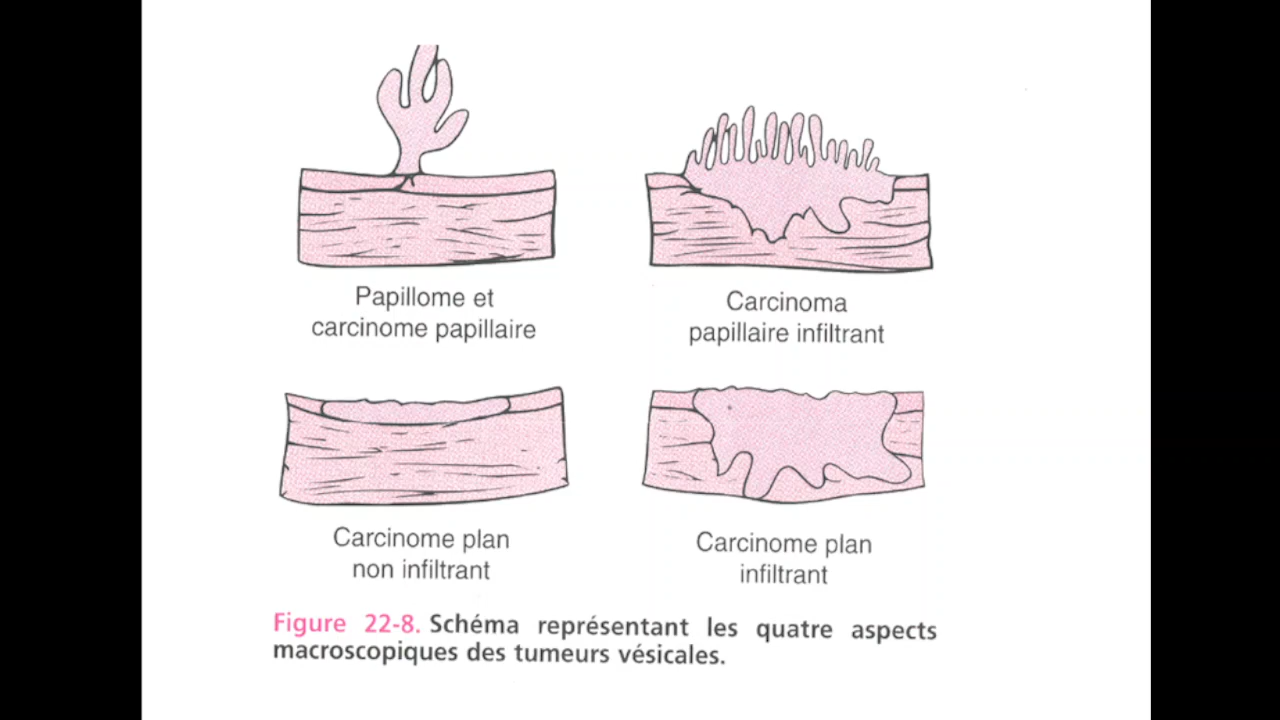 Papillome et
carcinome papillaire
Carcinoma
papillaire infiltrant
Carcinome plan
non infiltrant
Carcinome plan
infiltrant
Figure 22-8. Schéma représentant les quatre aspects
macroscopiques des tumeurs vésicales.